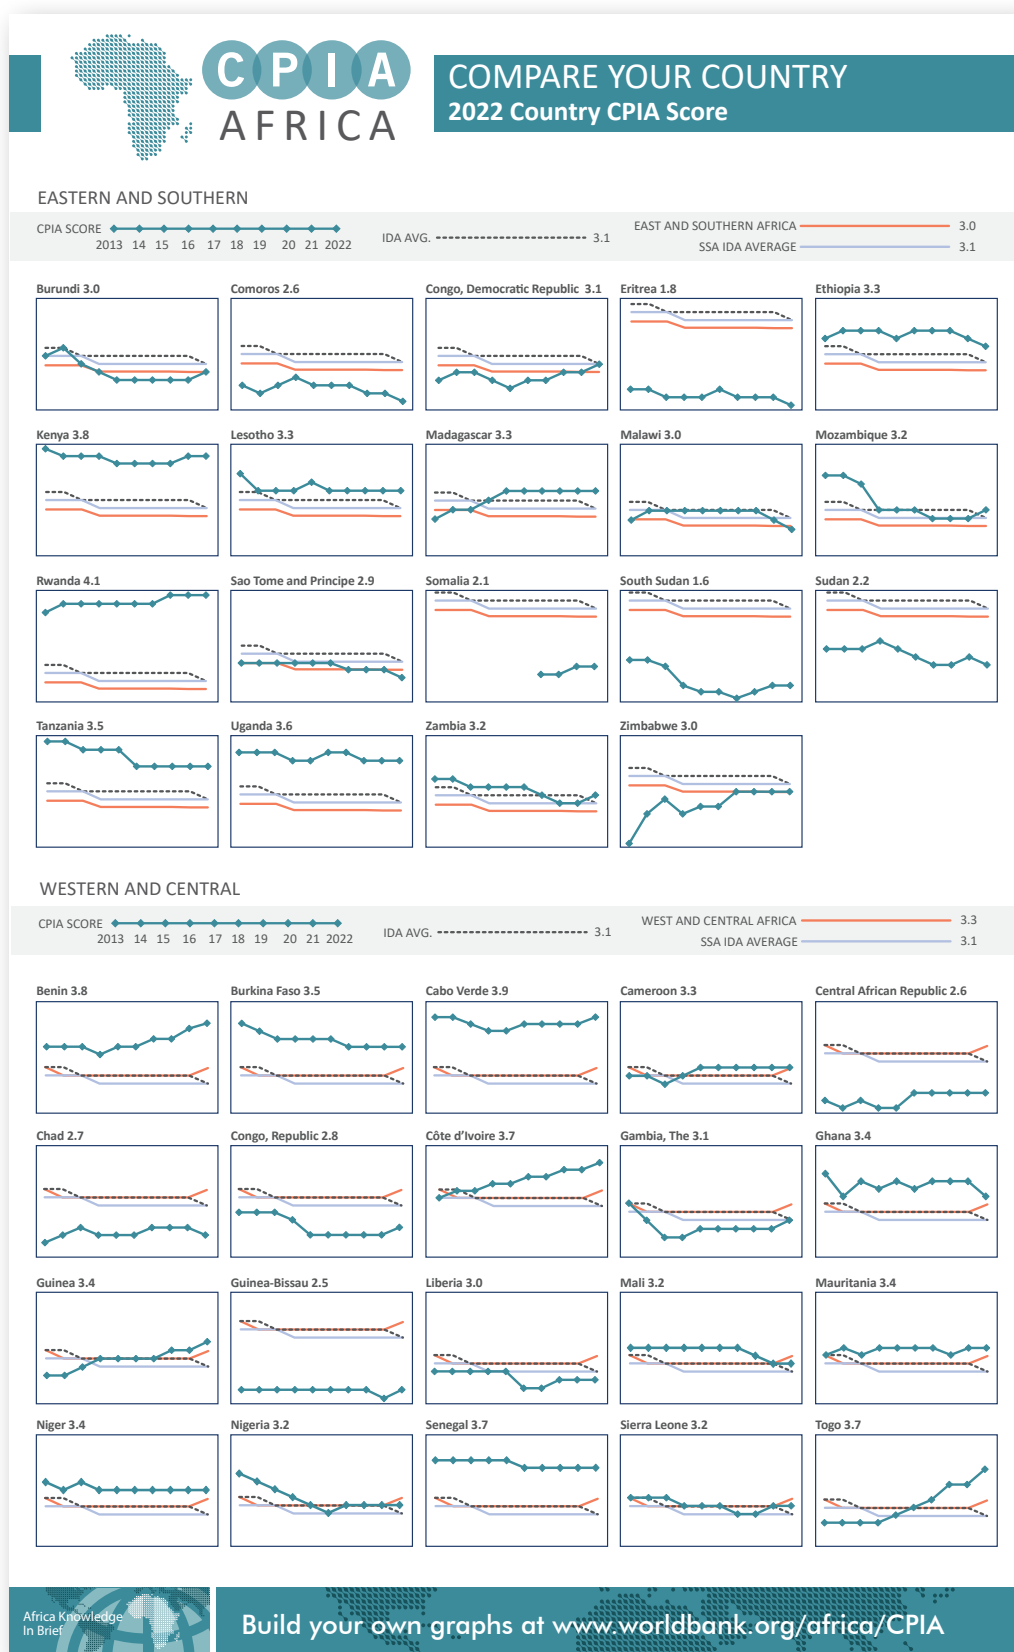 CPIA
AFRICA
COMPARE YOUR COUNTRY
2022 Country CPIA Score
EASTERN AND SOUTHERN
CPIA SCORE
2013 14 15 16 17 18 19 20 21 2022
IDA AVG. 3.1
EAST AND SOUTHERN AFRICA 3.0
SSA IDA AVERAGE 3.1
Burundi 3.0
Comoros 2.6
Congo, Democratic Republic 3.1
Eritrea 1.8
Ethiopia 3.3
Kenya 3.8
Lesotho 3.3
Madagascar 3.3
Malawi 3.0
Mozambique 3.2
Rwanda 4.1
Sao Tome and Principe 2.9
Somalia 2.1
South Sudan 1.6
Sudan 2.2
Tanzania 3.5
Uganda 3.6
Zambia 3.2
Zimbabwe 3.0
WESTERN AND CENTRAL
CPIA SCORE
2013 14 15 16 17 18 19 20 21 2022
IDA AVG. 3.1
WEST AND CENTRAL AFRICA 3.3
SSA IDA AVERAGE 3.1
Benin 3.8
Burkina Faso 3.5
Cabo Verde 3.9
Cameroon 3.3
Central African Republic 2.6
Chad 2.7
Congo, Republic 2.8
Côte d’Ivoire 3.7
Gambia, The 3.1
Ghana 3.4
Guinea 3.4
Guinea-Bissau 2.5
Liberia 3.0
Mali 3.2
Mauritania 3.4
Niger 3.4
Nigeria 3.2
Senegal 3.7
Sierra Leone 3.2
Togo 3.7
Africa Knowledge
In Brief
Build your own graphs at www.worldbank.org/africa/CPIA